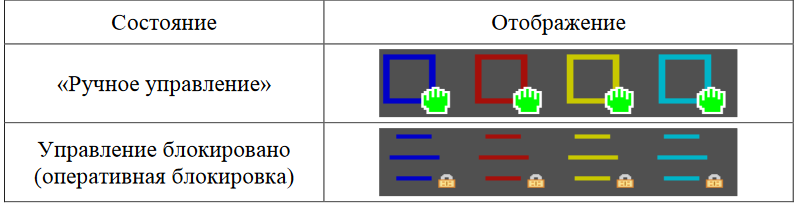 Состояние
Отображение
«Ручное управление»
Управление блокировано
(оперативная блокировка)